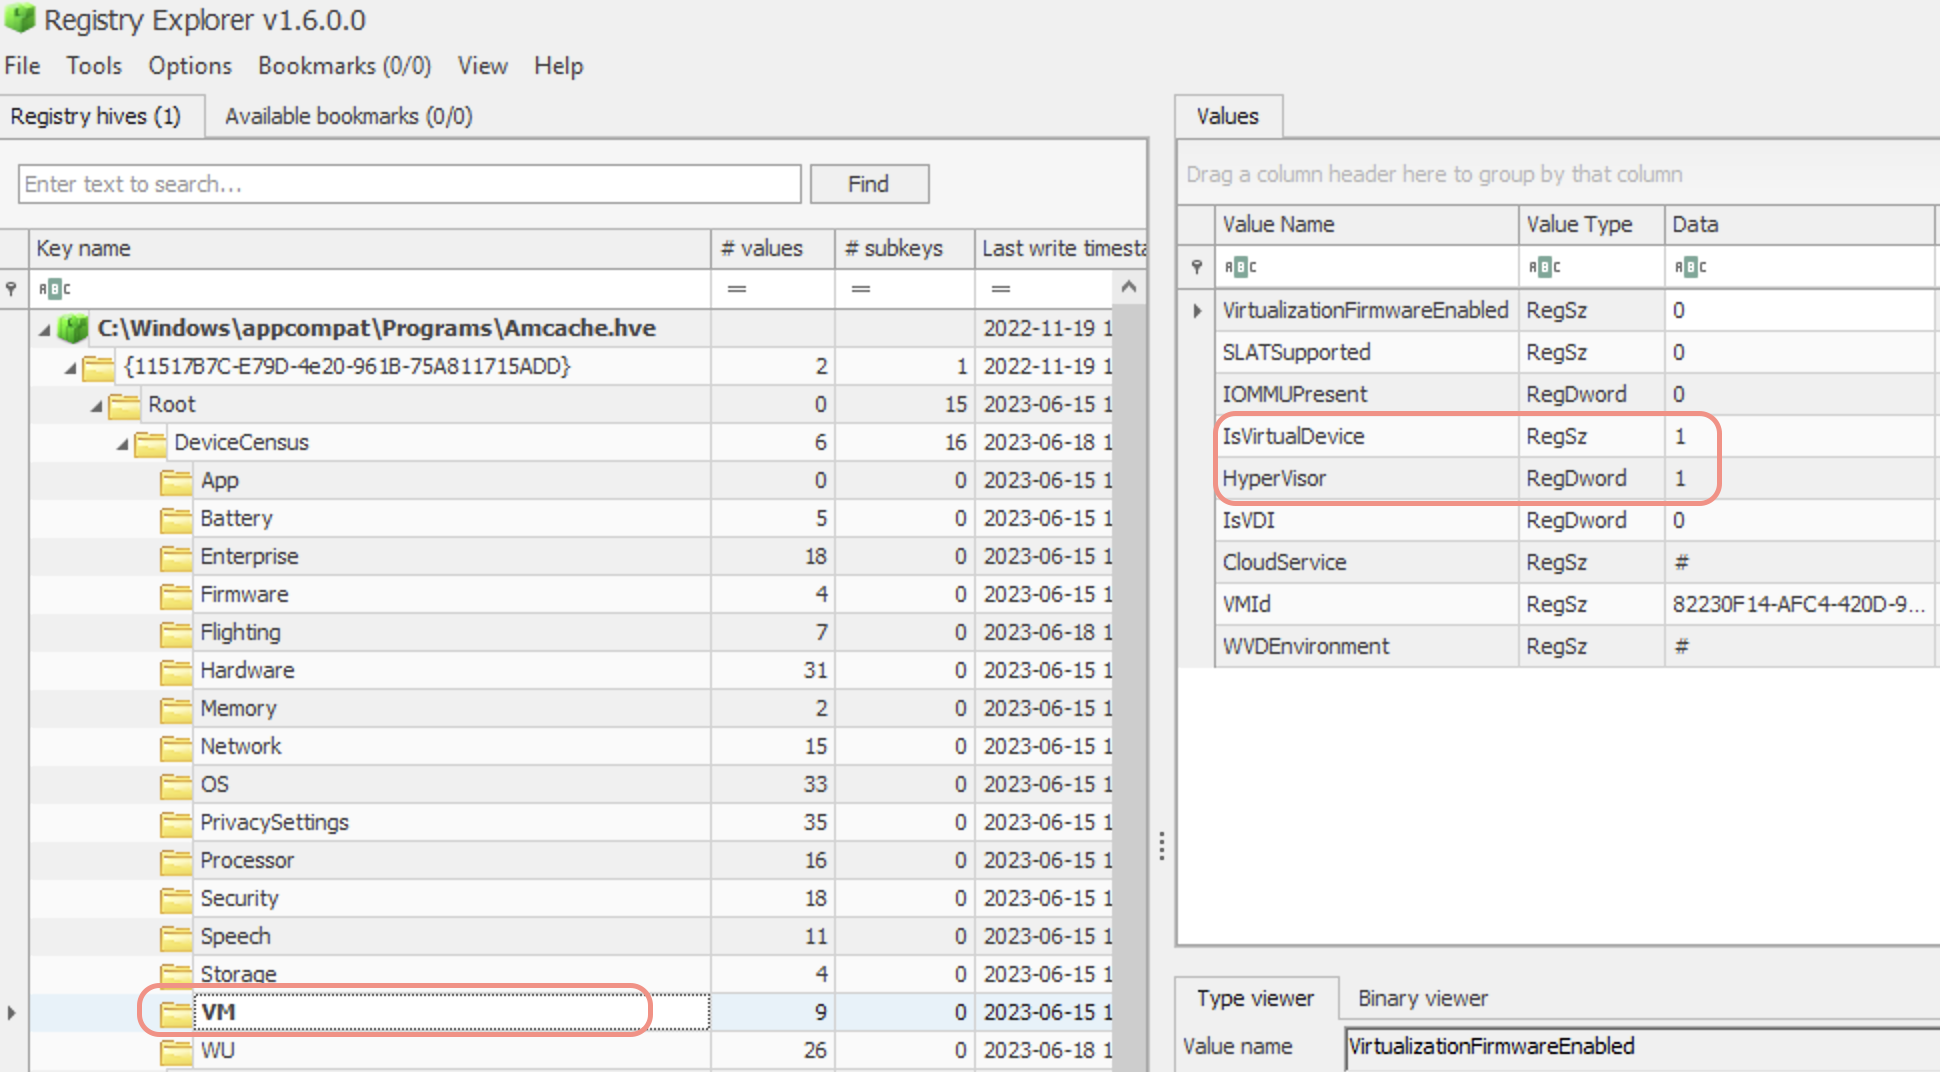 Registry Explorer v1.6.0.0
File Tools Options Bookmarks (0/0) View Help
Registry hives (1) Available bookmarks (0/0)
Enter text to search... Find
Key name # values # subkeys Last write timesta
ABC = = =
C:\Windows\appcompat\Programs\Amcache.hve 2022-11-19 1
{11517B7C-E79D-4e20-961B-75A811715ADD} 2 1 2022-11-19 1
Root 0 15 2023-06-15 1
DeviceCensus 6 16 2023-06-18 1
App 0 0 2023-06-15 1
Battery 5 0 2023-06-15 1
Enterprise 18 0 2023-06-15 1
Firmware 4 0 2023-06-15 1
Flighting 7 0 2023-06-18 1
Hardware 31 0 2023-06-15 1
Memory 2 0 2023-06-15 1
Network 15 0 2023-06-15 1
OS 33 0 2023-06-15 1
PrivacySettings 35 0 2023-06-15 1
Processor 16 0 2023-06-15 1
Security 18 0 2023-06-15 1
Speech 11 0 2023-06-15 1
Storage 4 0 2023-06-15 1
VM 9 0 2023-06-15 1
WU 26 0 2023-06-18 1
Values
Drag a column header here to group by that column
Value Name Value Type Data
ABC ABC ABC
VirtualizationFirmwareEnabled RegSz 0
SLATSupported RegSz 0
IOMMUPresent RegDword 0
IsVirtualDevice RegSz 1
HyperVisor RegDword 1
IsVDI RegDword 0
CloudService RegSz #
VMId RegSz 82230F14-AFC4-420D-9...
WVDEnvironment RegSz #
Type viewer Binary viewer
Value name VirtualizationFirmwareEnabled